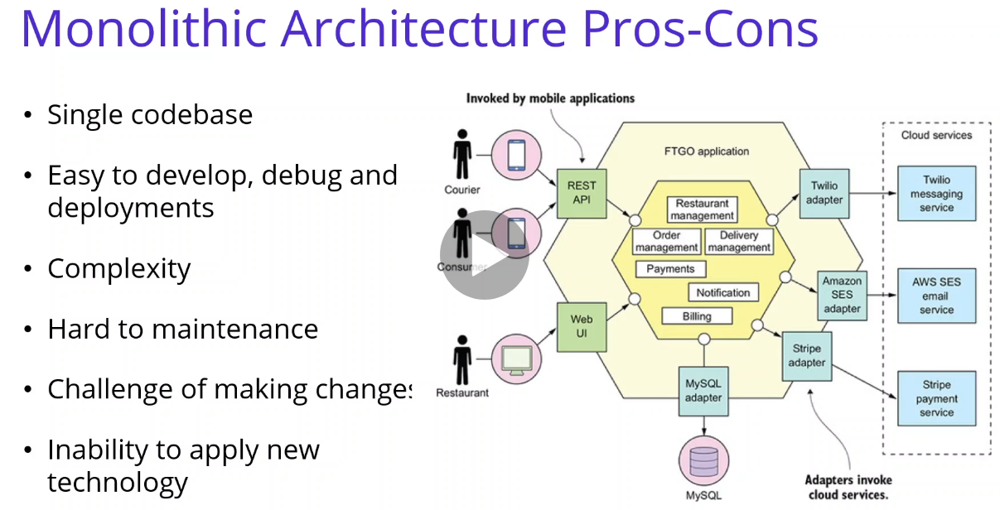 Monolithic Architecture Pros-Cons
• Single codebase
• Easy to develop, debug and
deployments
• Complexity
• Hard to maintenance
• Challenge of making changes
• Inability to apply new
technology
Invoked by mobile applications
Courier
Consumer
Restaurant
REST
API
Web
UI
FTGO application
Restaurant
management
Order
management
Delivery
management
Payments
Notification
Billing
MySQL
adapter
MySQL
Twilio
adapter
Amazon
SES
adapter
Stripe
adapter
Cloud services
Twilio
messaging
service
AWS SES
email
service
Stripe
payment
service
Adapters invoke
cloud services.